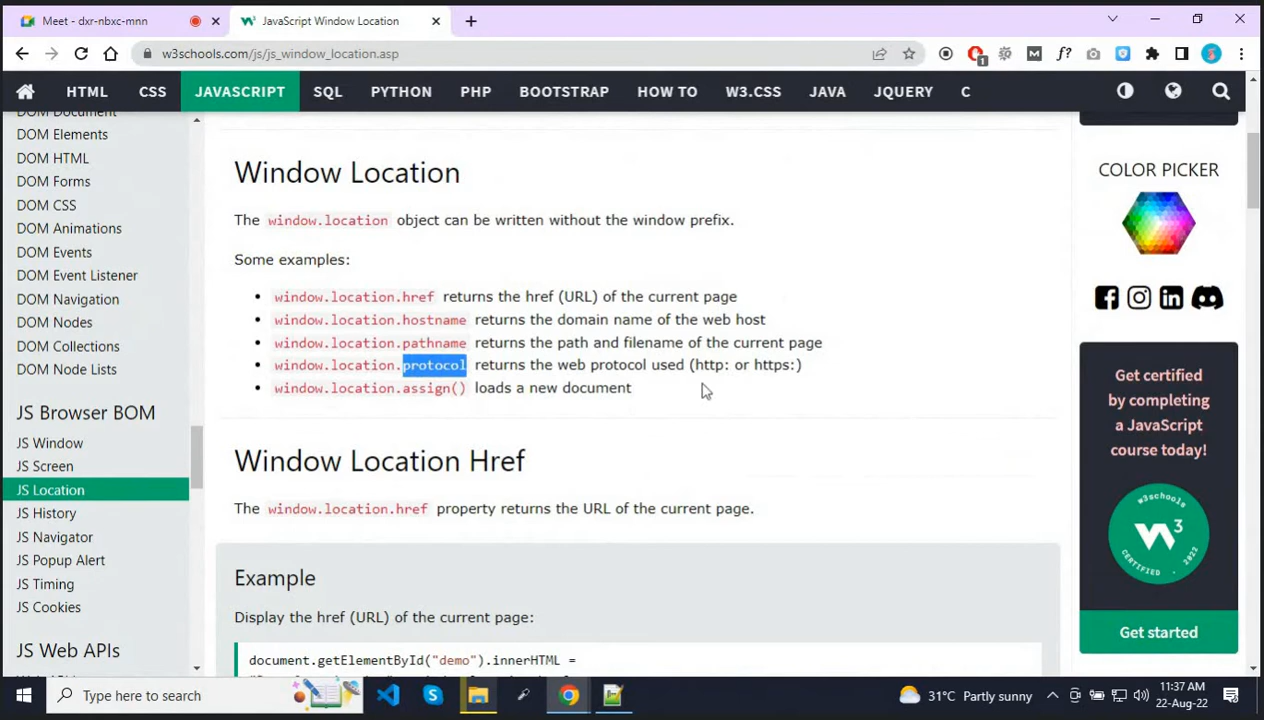 Meet - dxr-nbxc-mnn
JavaScript Window Location
w3schools.com/js/js_window_location.asp
1
HTML
CSS
JAVASCRIPT
SQL
PYTHON
PHP
BOOTSTRAP
HOW TO
W3.CSS
JAVA
JQUERY
C
DOM Document
DOM Elements
DOM HTML
DOM Forms
DOM CSS
DOM Animations
DOM Events
DOM Event Listener
DOM Navigation
DOM Nodes
DOM Collections
DOM Node Lists
JS Browser BOM
JS Window
JS Screen
JS Location
JS History
JS Navigator
JS Popup Alert
JS Timing
JS Cookies
JS Web APIs
Window Location
The window.location object can be written without the window prefix.
Some examples:
• window.location.href returns the href (URL) of the current page
• window.location.hostname returns the domain name of the web host
• window.location.pathname returns the path and filename of the current page
• window.location.protocol returns the web protocol used (http: or https:)
• window.location.assign() loads a new document
Window Location Href
The window.location.href property returns the URL of the current page.
Example
Display the href (URL) of the current page:
document.getElementById("demo").innerHTML =
COLOR PICKER
Get certified
by completing
a JavaScript
course today!
w3schools
CERTIFIED . 2022
Get started
Type here to search
31°C Partly sunny
11:37 AM
22-Aug-22